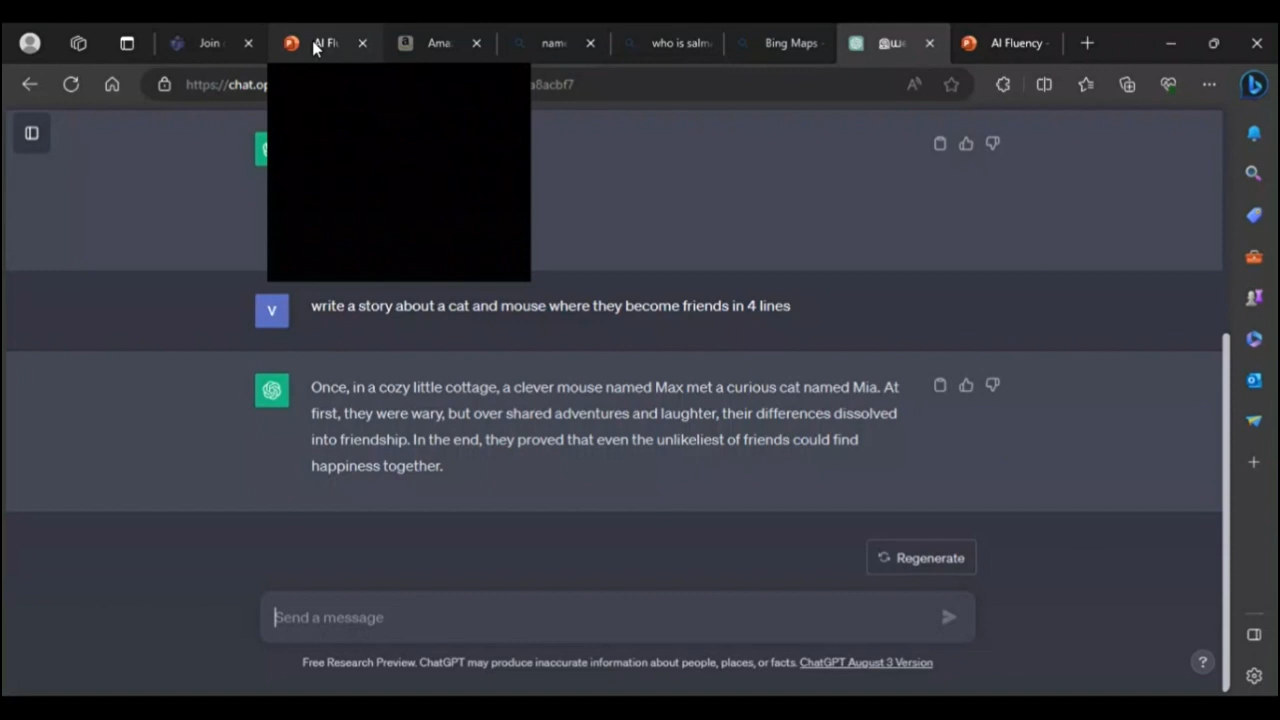 Join
AI Fl
Ama
nam
who is salm
Bing Maps
AI Fluency -
https://chat.op
a8acbf7
write a story about a cat and mouse where they become friends in 4 lines
V
Once, in a cozy little cottage, a clever mouse named Max met a curious cat named Mia. At
first, they were wary, but over shared adventures and laughter, their differences dissolved
into friendship. In the end, they proved that even the unlikeliest of friends could find
happiness together.
Regenerate
Send a message
Free Research Preview. ChatGPT may produce inaccurate information about people, places, or facts. ChatGPT August 3 Version
?